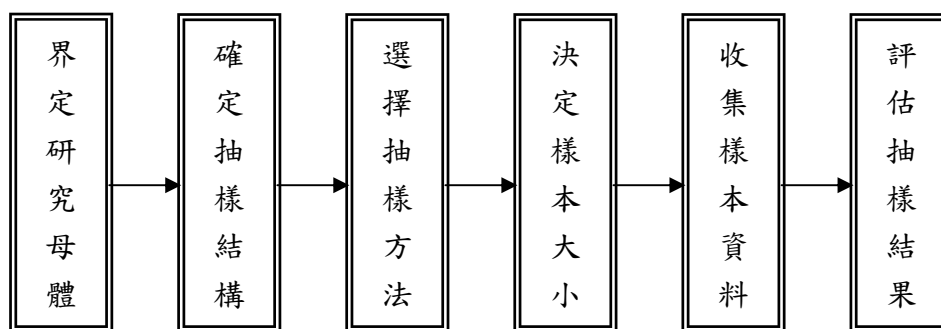 界定研究母體
確定抽樣結構
選擇抽樣方法
決定樣本大小
收集樣本資料
評估抽樣結果